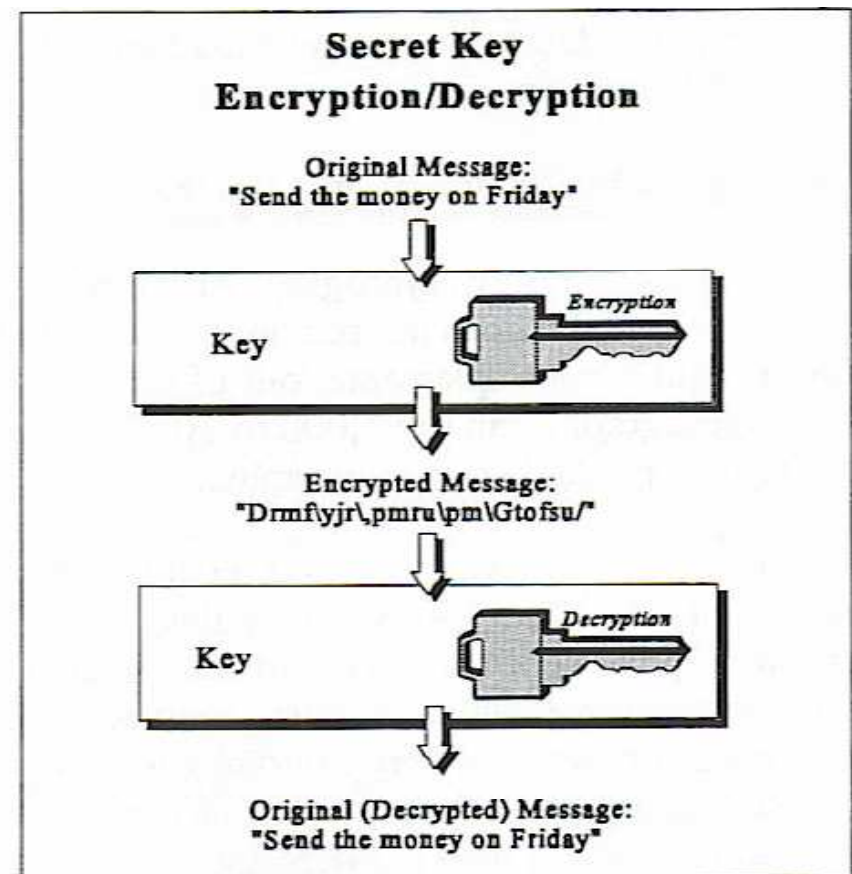 Secret Key
Encryption/Decryption
Original Message:
"Send the money on Friday"
Key
Encryption
Encrypted Message:
"Drmf\yjr\,pmru\pm\Gtofsu/"
Key
Decryption
Original (Decrypted) Message:
"Send the money on Friday"